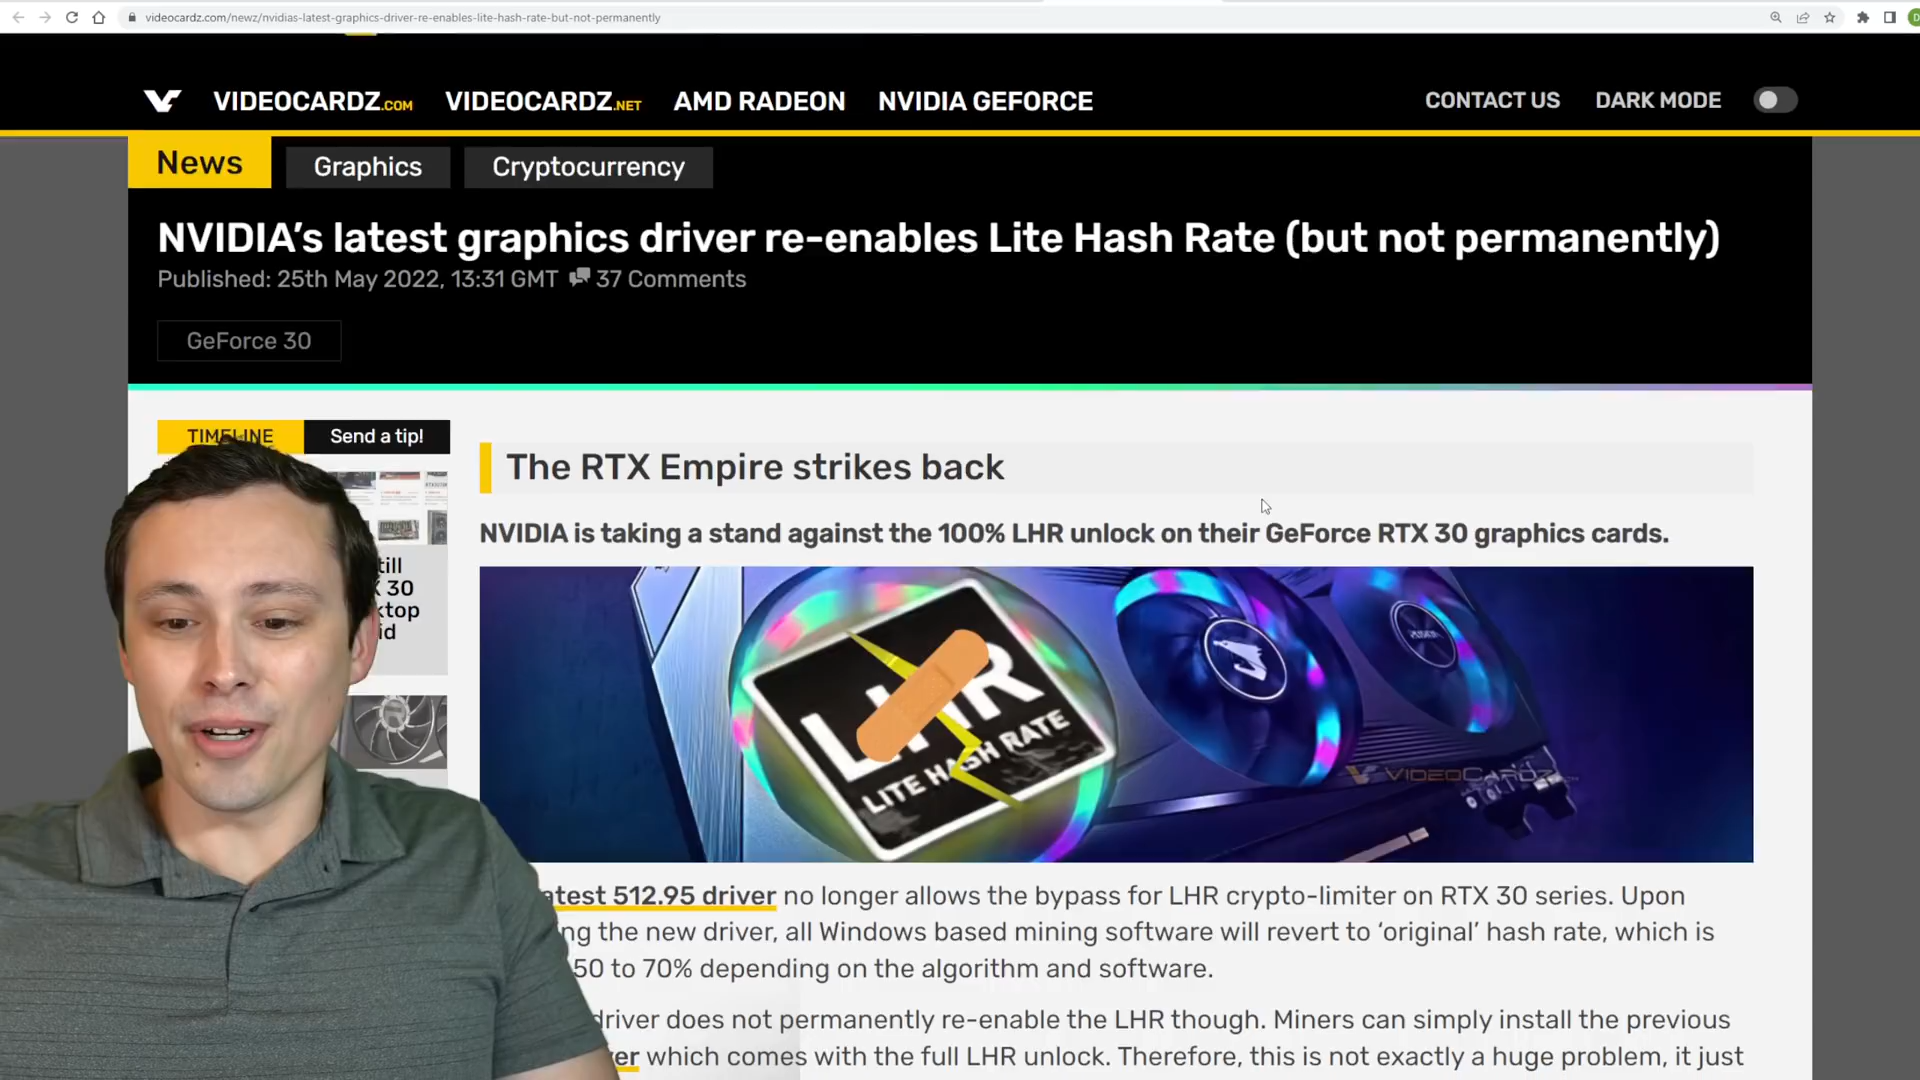 videocardz.com/newz/nvidias-latest-graphics-driver-re-enables-lite-hash-rate-but-not-permanently
VIDEOCARDZ.COM VIDEOCARDZ.NET AMD RADEON NVIDIA GEFORCE CONTACT US DARK MODE
News Graphics Cryptocurrency
NVIDIA’s latest graphics driver re-enables Lite Hash Rate (but not permanently)
Published: 25th May 2022, 13:31 GMT 37 Comments
GeForce 30
TIMELINE Send a tip!
The RTX Empire strikes back
NVIDIA is taking a stand against the 100% LHR unlock on their GeForce RTX 30 graphics cards.
LHR
LITE HASH RATE
VIDEOCARDZ
512.95 driver no longer allows the bypass for LHR crypto-limiter on RTX 30 series. Upon
the new driver, all Windows based mining software will revert to ‘original’ hash rate, which is
50 to 70% depending on the algorithm and software.
driver does not permanently re-enable the LHR though. Miners can simply install the previous
which comes with the full LHR unlock. Therefore, this is not exactly a huge problem, it just